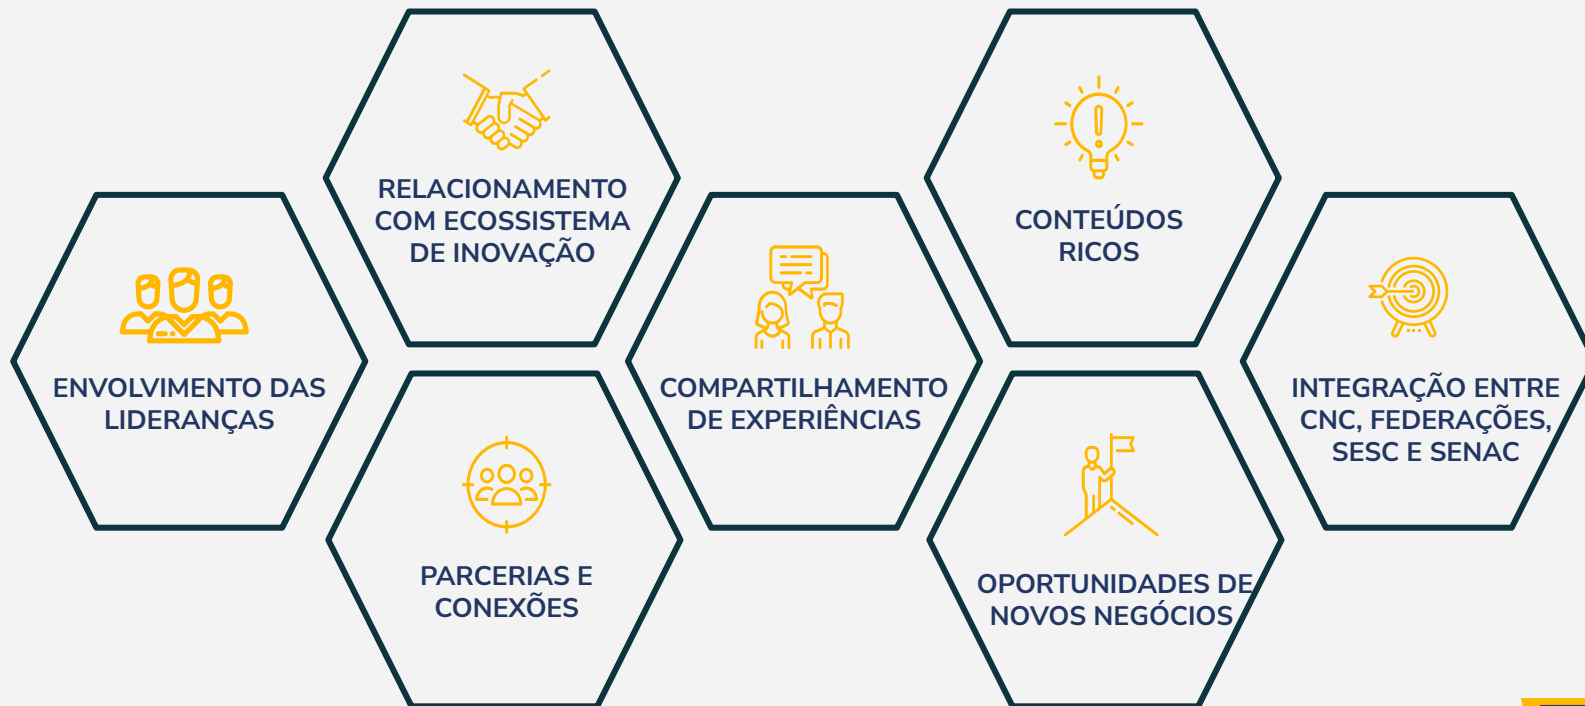 RELACIONAMENTO
COM ECOSSISTEMA
DE INOVAÇÃO
CONTEÚDOS
RICOS
ENVOLVIMENTO DAS
LIDERANÇAS
COMPARTILHAMENTO
DE EXPERIÊNCIAS
INTEGRAÇÃO ENTRE
CNC, FEDERAÇÕES,
SESC E SENAC
PARCERIAS E
CONEXÕES
OPORTUNIDADES DE
NOVOS NEGÓCIOS